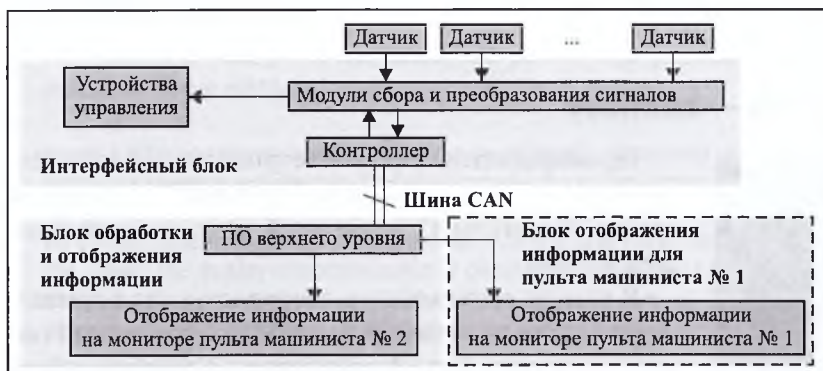 Датчик Датчик ... Датчик
Устройства
управления
Модули сбора и преобразования сигналов
Контроллер
Интерфейсный блок
Шина CAN
Блок обработки
и отображения
информации
ПО верхнего уровня
Блок отображения
информации для
пульта машиниста № 1
Отображение информации
на мониторе пульта машиниста № 2
Отображение информации
на мониторе пульта машиниста № 1